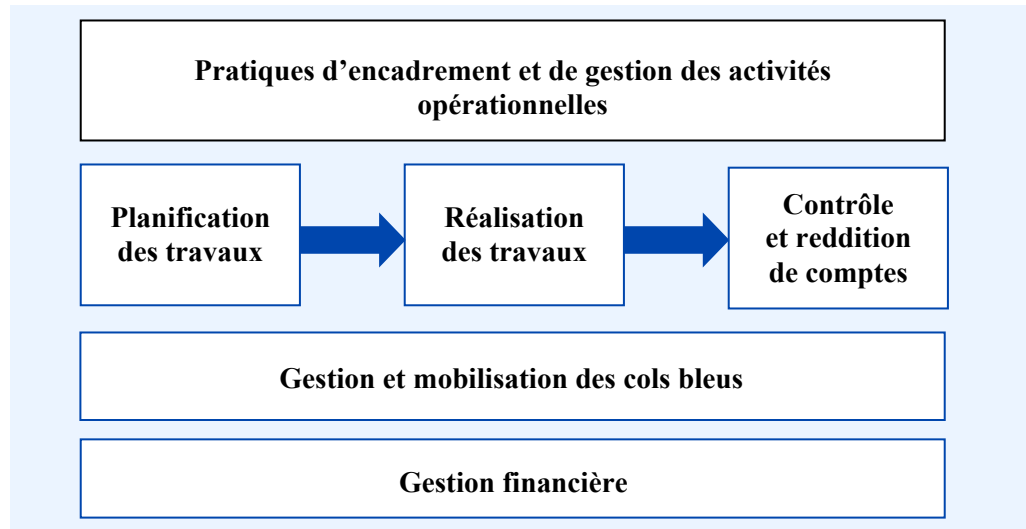 Pratiques d’encadrement et de gestion des activités
opérationnelles
Planification
des travaux
Réalisation
des travaux
Contrôle
et reddition
de comptes
Gestion et mobilisation des cols bleus
Gestion financière